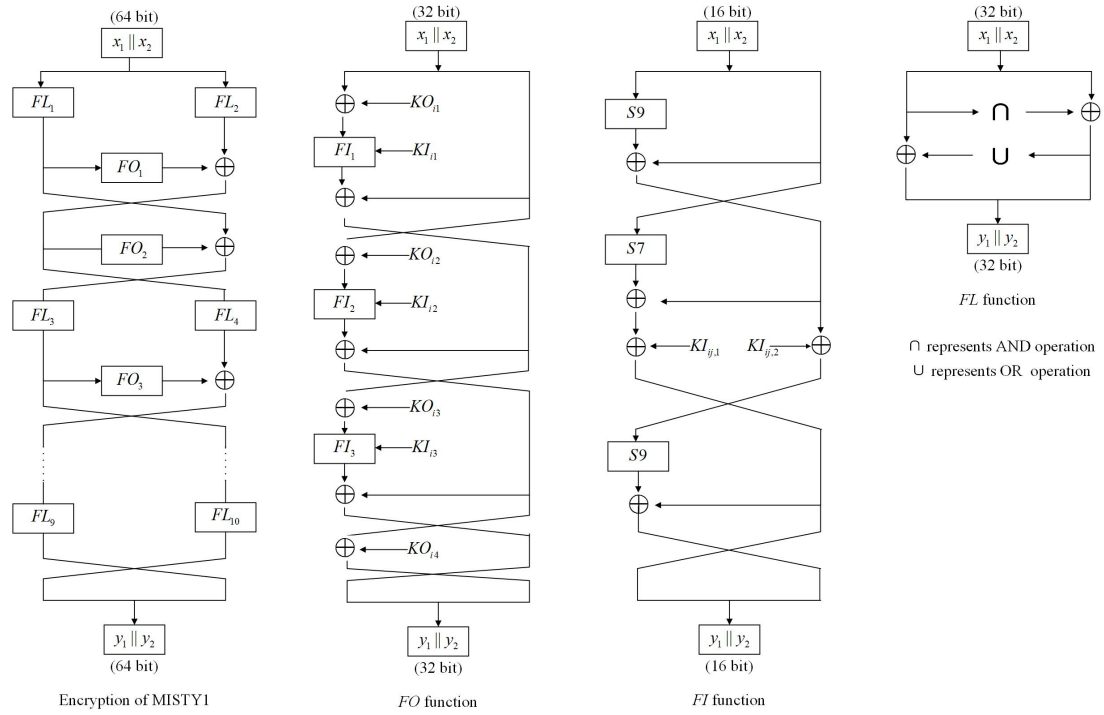 (64 bit)
x₁ || x₂
FL₁
FL₂
FO₁
FO₂
FL₃
FL₄
FO₃
FL₉
FL₁₀
y₁ || y₂
(64 bit)
Encryption of MISTY1
(32 bit)
x₁ || x₂
KOᵢ₁
FI₁
KIᵢ₁
KOᵢ₂
FI₂
KIᵢ₂
KOᵢ₃
FI₃
KIᵢ₃
KOᵢ₄
y₁ || y₂
(32 bit)
FO function
(16 bit)
x₁ || x₂
S9
S7
KIᵢⱼ,₁
KIᵢⱼ,₂
S9
y₁ || y₂
(16 bit)
FI function
(32 bit)
x₁ || x₂
∩
∪
y₁ || y₂
(32 bit)
FL function
∩ represents AND operation
∪ represents OR operation